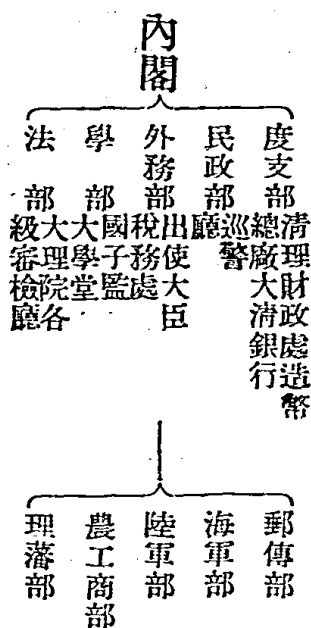 內閣
度支部
清理財政處造幣
總廠大清銀行
民政部
巡警
廳
外務部
出使大臣
稅務處
學部
國子監
大學堂
法部
大理院各
級審檢廳
郵傳部
海軍部
陸軍部
農工商部
理藩部